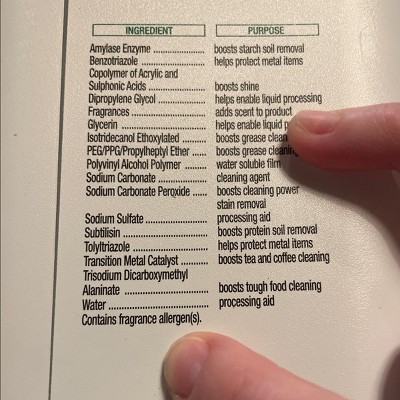 INGREDIENT PURPOSE
Amylase Enzyme .................... boosts starch soil removal
Benzotriazole ........................ helps protect metal items
Copolymer of Acrylic and
Sulphonic Acids ..................... boosts shine
Dipropylene Glycol ................. helps enable liquid processing
Fragrances ............................ adds scent to product
Glycerin ................................ helps enable liquid
Isotridecanol Ethoxylated ......... boosts grease
PEG/PPG/Propylheptyl Ether ..... boosts grease cleaning
Polyvinyl Alcohol Polymer ........ water soluble film
Sodium Carbonate ................. cleaning agent
Sodium Carbonate Peroxide ..... boosts cleaning power
stain removal
Sodium Sulfate ...................... processing aid
Subtilisin .............................. boosts protein soil removal
Tolyltriazole .......................... helps protect metal items
Transition Metal Catalyst ......... boosts tea and coffee cleaning
Trisodium Dicarboxymethyl
Alaninate ............................. boosts tough food cleaning
Water .................................. processing aid
Contains fragrance allergen(s).